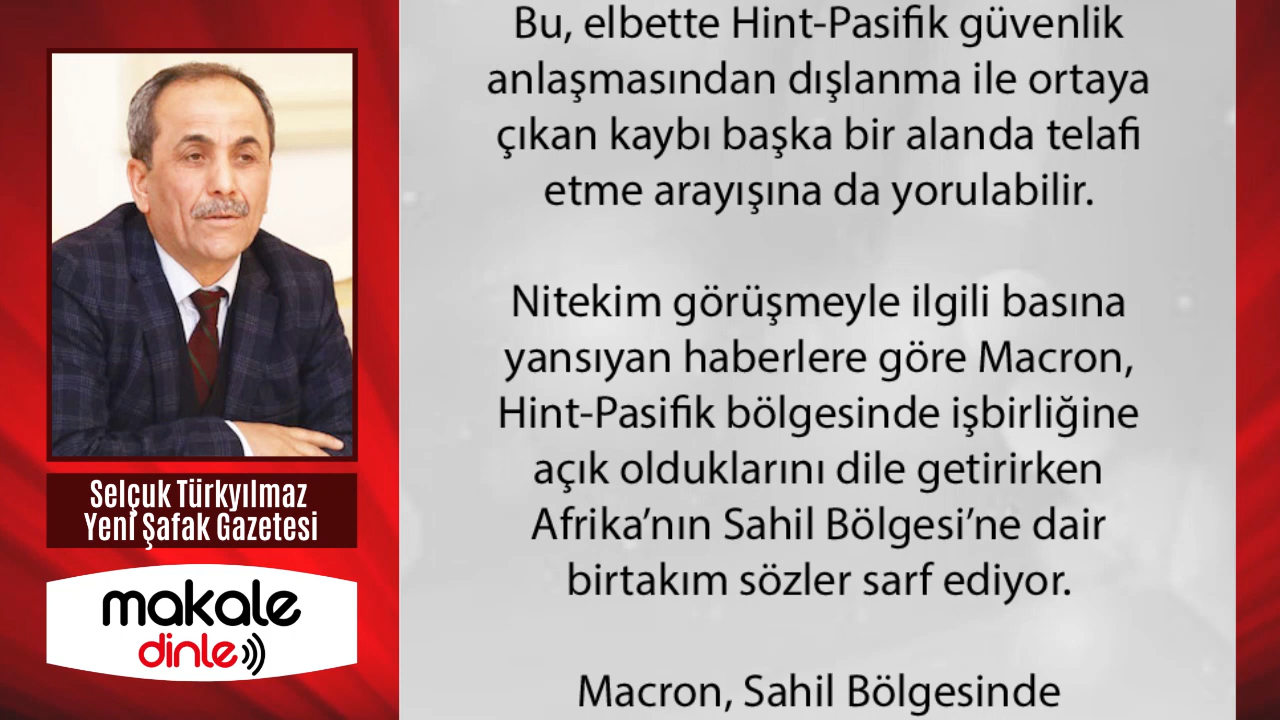 Selçuk Türkyılmaz
Yeni Şafak Gazetesi
makale
dinle
Bu, elbette Hint-Pasifik güvenlik
anlaşmasından dışlanma ile ortaya
çıkan kaybı başka bir alanda telafi
etme arayışına da yorulabilir.
Nitekim görüşmeyle ilgili basına
yansıyan haberlere göre Macron,
Hint-Pasifik bölgesinde işbirliğine
açık olduklarını dile getirirken
Afrika’nın Sahil Bölgesi’ne dair
birtakım sözler sarf ediyor.
Macron, Sahil Bölgesinde